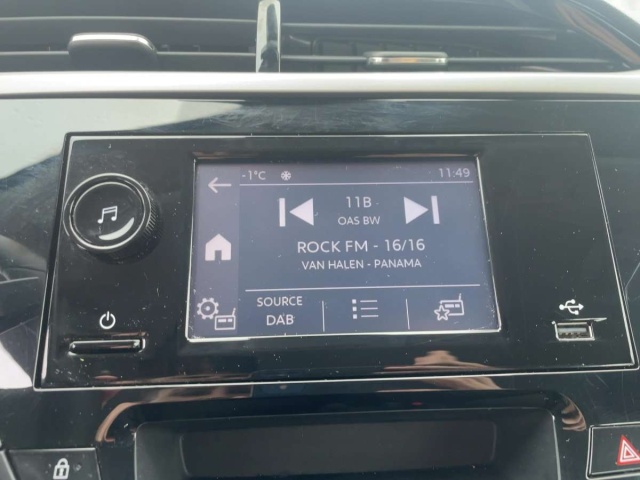 -1°C 11.49
11B
OAS BW
ROCK FM - 16/16
VAN HALEN - PANAMA
SOURCE
DAB